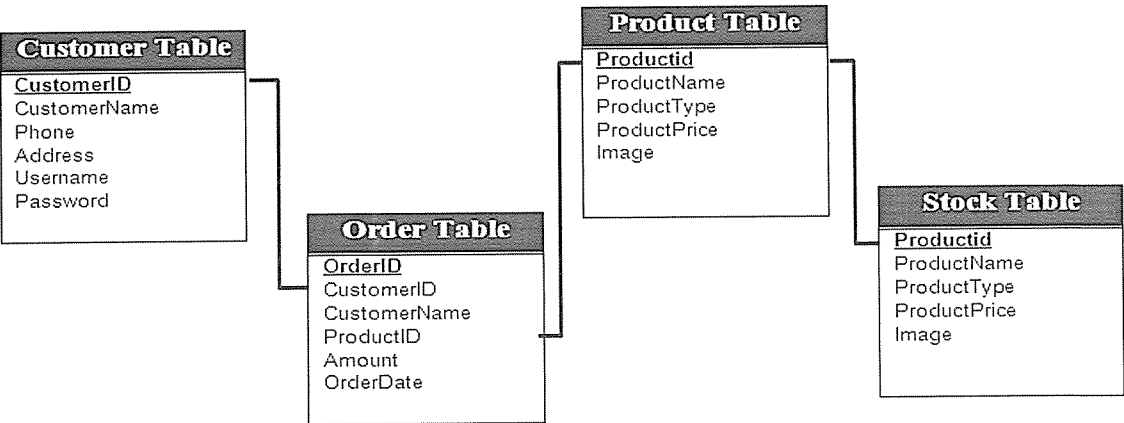 Customer Table
CustomerID
CustomerName
Phone
Address
Username
Password
Order Table
OrderID
CustomerID
CustomerName
ProductID
Amount
OrderDate
Product Table
Productid
ProductName
ProductType
ProductPrice
Image
Stock Table
Productid
ProductName
ProductType
ProductPrice
Image